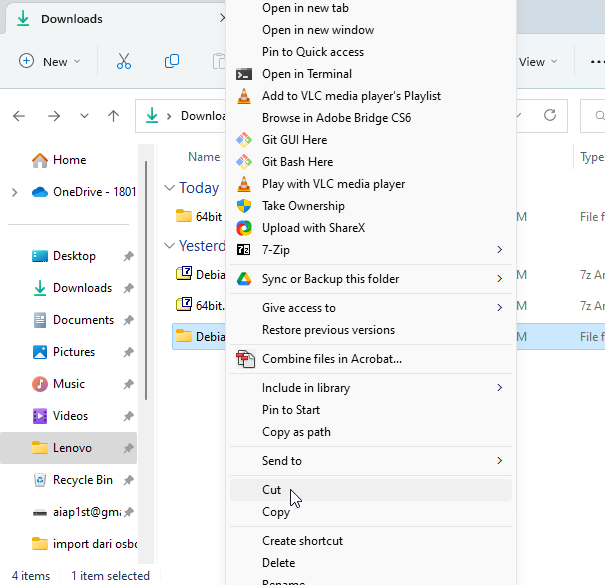 Downloads
New
View
Downloa
Name
Type
Home
OneDrive - 1801
Desktop
Downloads
Documents
Pictures
Music
Videos
Lenovo
Recycle Bin
aiap1st@gma
import dari osbo
Today
64bit
M
File f
Yesterd
Debia
M
7z Ar
64bit.
M
7z Ar
Debia
M
File f
Open in new tab
Open in new window
Pin to Quick access
Open in Terminal
Add to VLC media player's Playlist
Browse in Adobe Bridge CS6
Git GUI Here
Git Bash Here
Play with VLC media player
Take Ownership
Upload with ShareX
7-Zip
Sync or Backup this folder
Give access to
Restore previous versions
Combine files in Acrobat...
Include in library
Pin to Start
Copy as path
Send to
Cut
Copy
Create shortcut
Delete
Rename
4 items
1 item selected